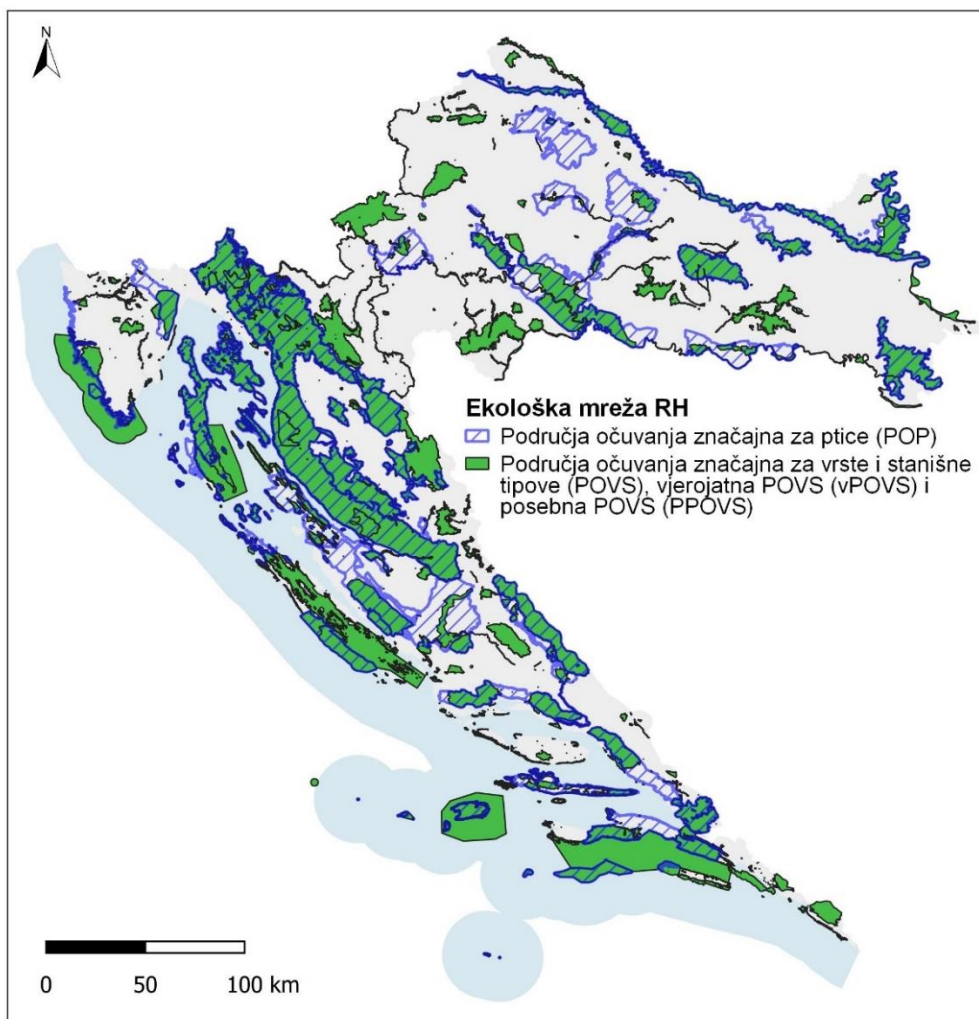 N
Ekološka mreža RH
Područja očuvanja značajna za ptice (POP)
Područja očuvanja značajna za vrste i stanišne
tipove (POVS), vjerojatna POVS (vPOVS) i
posebna POVS (PPOVS)
0 50 100 km